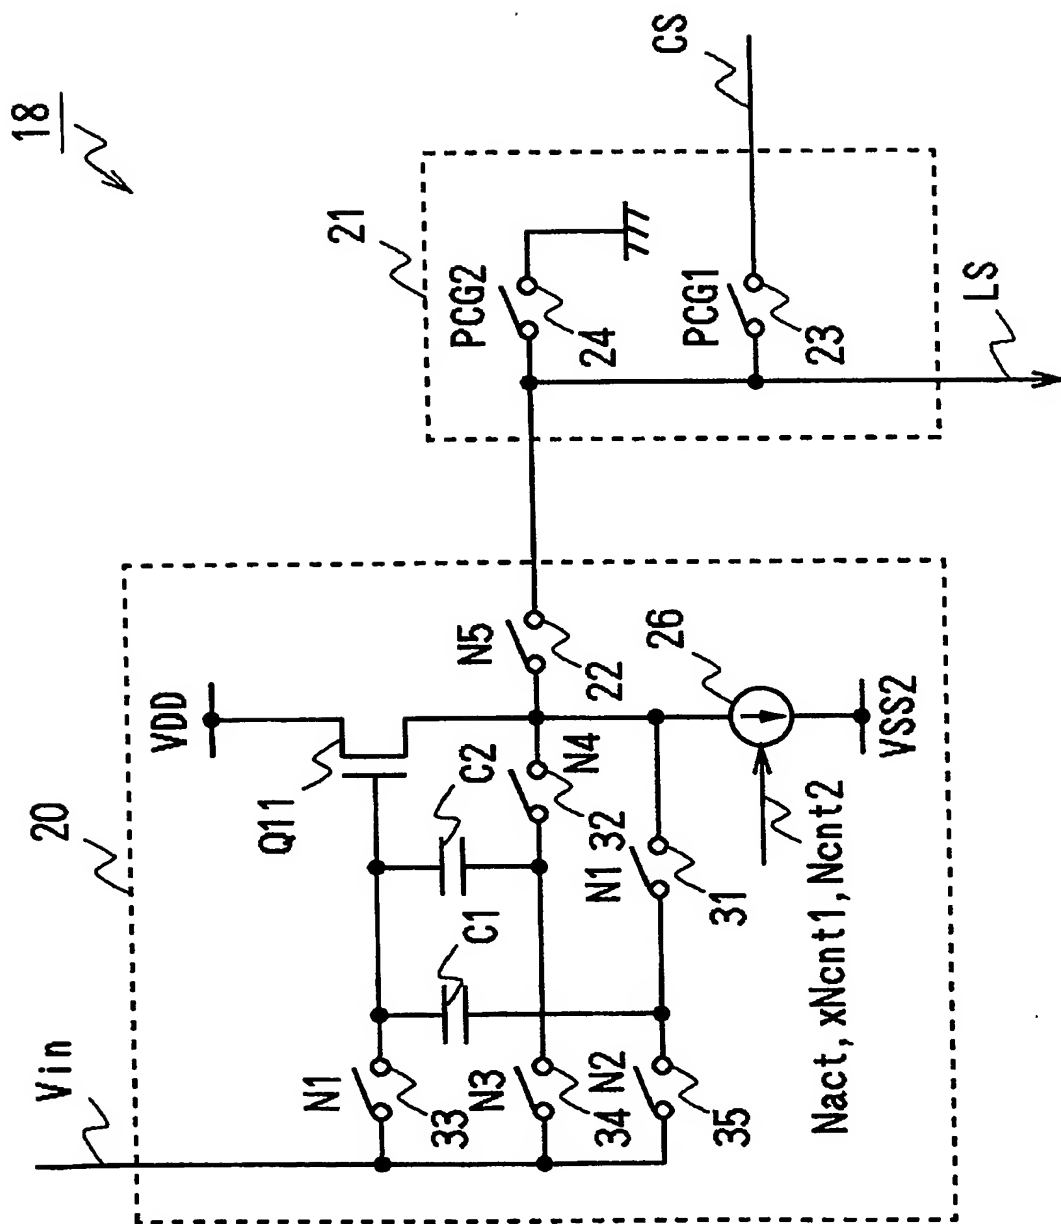 18
Vin
20
VDD
Q11
C2
C1
N1
33
N3
34
N2
35
N4
32
N1
31
N5
22
26
VSS2
Nact, xNcnt1, Ncnt2
21
PCG2
24
PCG1
23
CS
LS